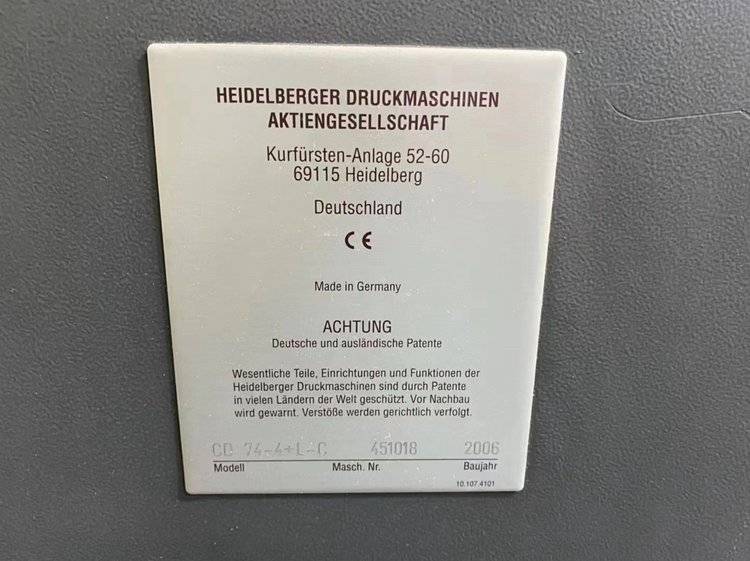 HEIDELBERGER DRUCKMASCHINEN
AKTIENGESELLSCHAFT
Kurfürsten-Anlage 52-60
69115 Heidelberg
Deutschland
CE
Made in Germany
ACHTUNG
Deutsche und ausländische Patente
Wesentliche Teile, Einrichtungen und Funktionen der
Heidelberger Druckmaschinen sind durch Patente
in vielen Ländern der Welt geschützt. Vor Nachbau
wird gewarnt. Verstöße werden gerichtlich verfolgt.
CD 74-4+L-C 451018 2006
Modell Masch. Nr. Baujahr
10.107.4101